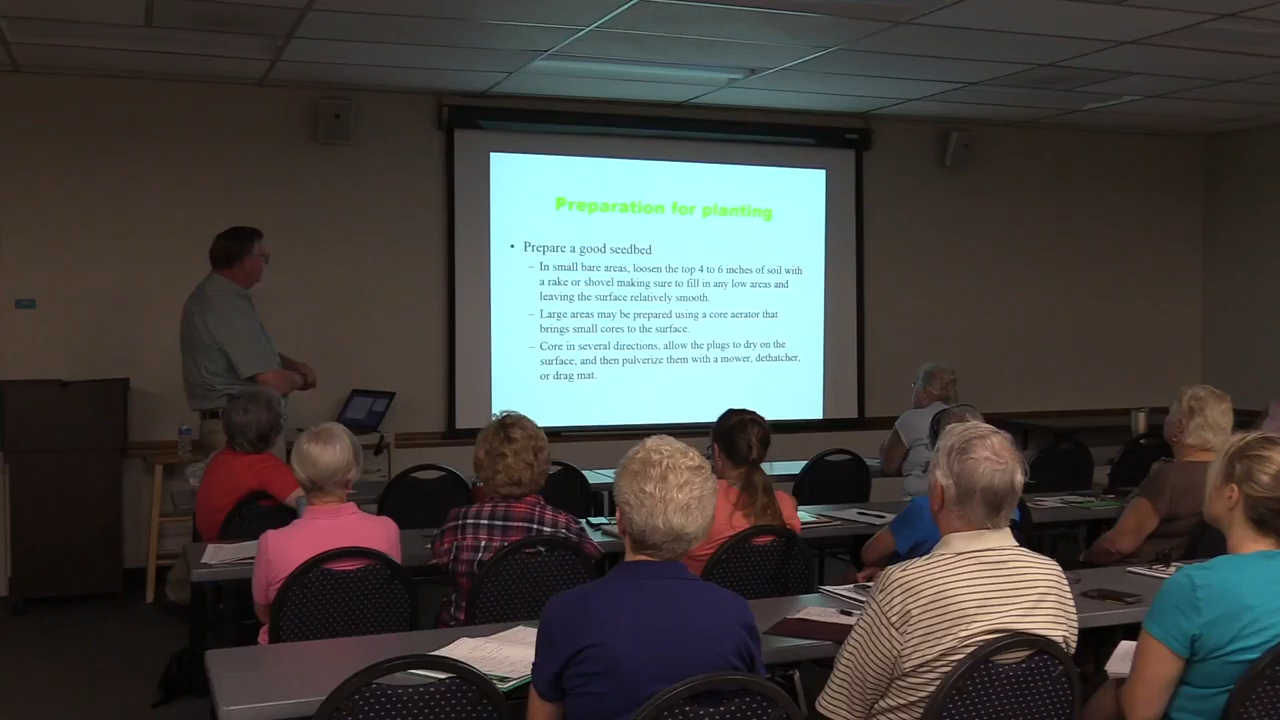 Preparation for planting
• Prepare a good seedbed
– In small bare areas, loosen the top 4 to 6 inches of soil with
a rake or shovel making sure to fill in any low areas and
leaving the surface relatively smooth.
– Large areas may be prepared using a core aerator that
brings small cores to the surface.
– Core in several directions, allow the plugs to dry on the
surface, and then pulverize them with a mower, dethatcher,
or drag mat.